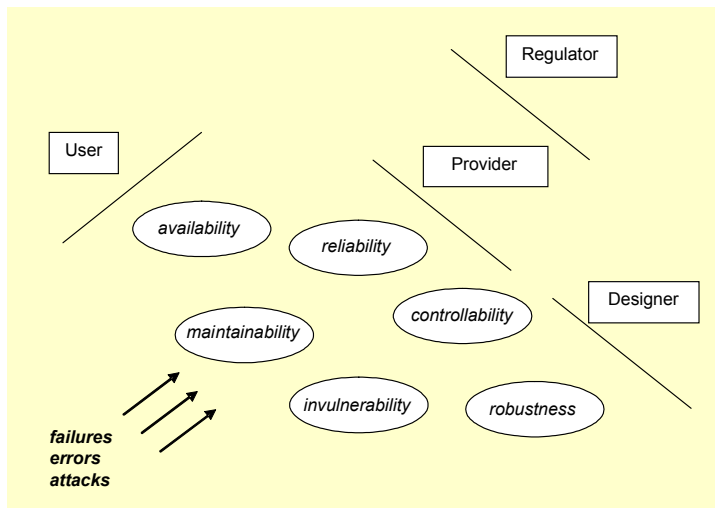 Regulator
User
Provider
availability
reliability
Designer
controllability
maintainability
invulnerability
robustness
failures
errors
attacks